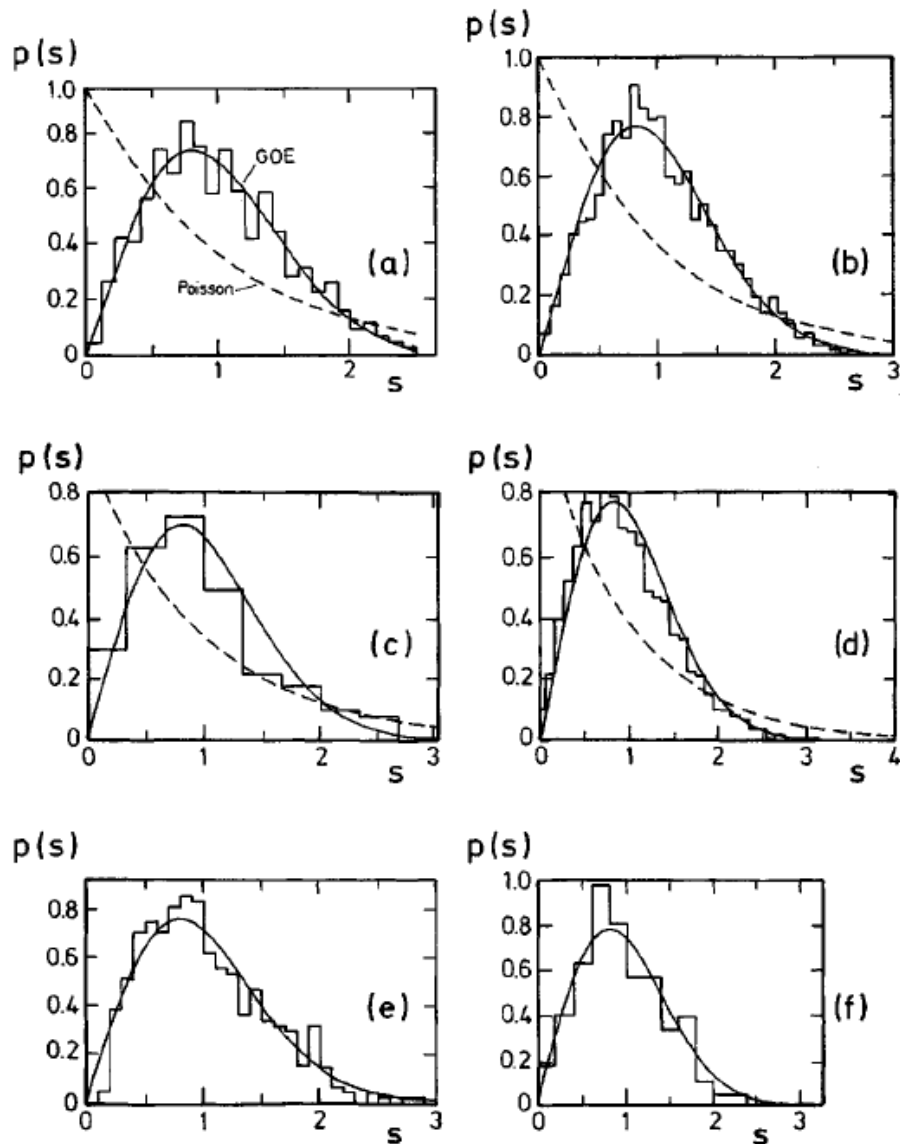 p(s) p(s)
1.0 1.0
0.8 0.8
0.6 GOE 0.6
(a) (b)
0.4 0.4
Poisson
0.2 0.2
0 0
0 1 2 s 0 1 2 3 s
p(s) p(s)
0.8 0.8
0.6 0.6
0.4 (c) 0.4 (d)
0.2 0.2
0 0
0 1 2 3 s 0 1 2 3 4 s
p(s) p(s)
1.0
0.8 0.8
0.6 0.6
0.4 (e) 0.4 (f)
0.2 0.2
0 0
0 1 2 3 s 0 1 2 3 s